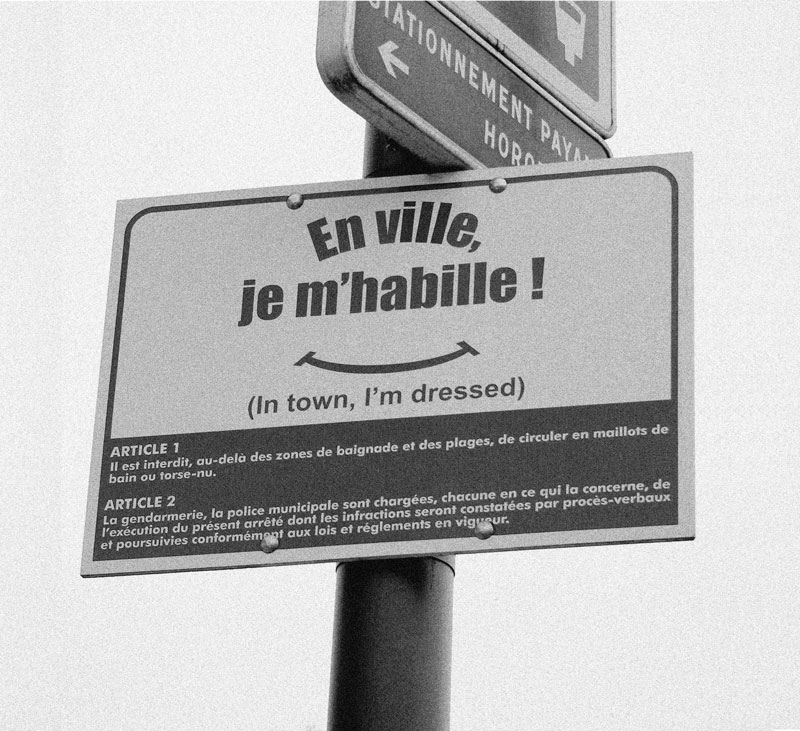 STATIONNEMENT
En ville,
je m'habille !
(In town, I'm dressed)
ARTICLE 1
Il est interdit, au-delà des zones de baignade et des plages, de circuler en maillots de
bain ou torse-nu.
ARTICLE 2
La gendarmerie, la police municipale sont chargées, chacune en ce qui la concerne, de
l'exécution du présent arrêté dont les infractions seront constatées par procès-verbaux
et poursuivies conformément aux lois et réglements en vigueur.